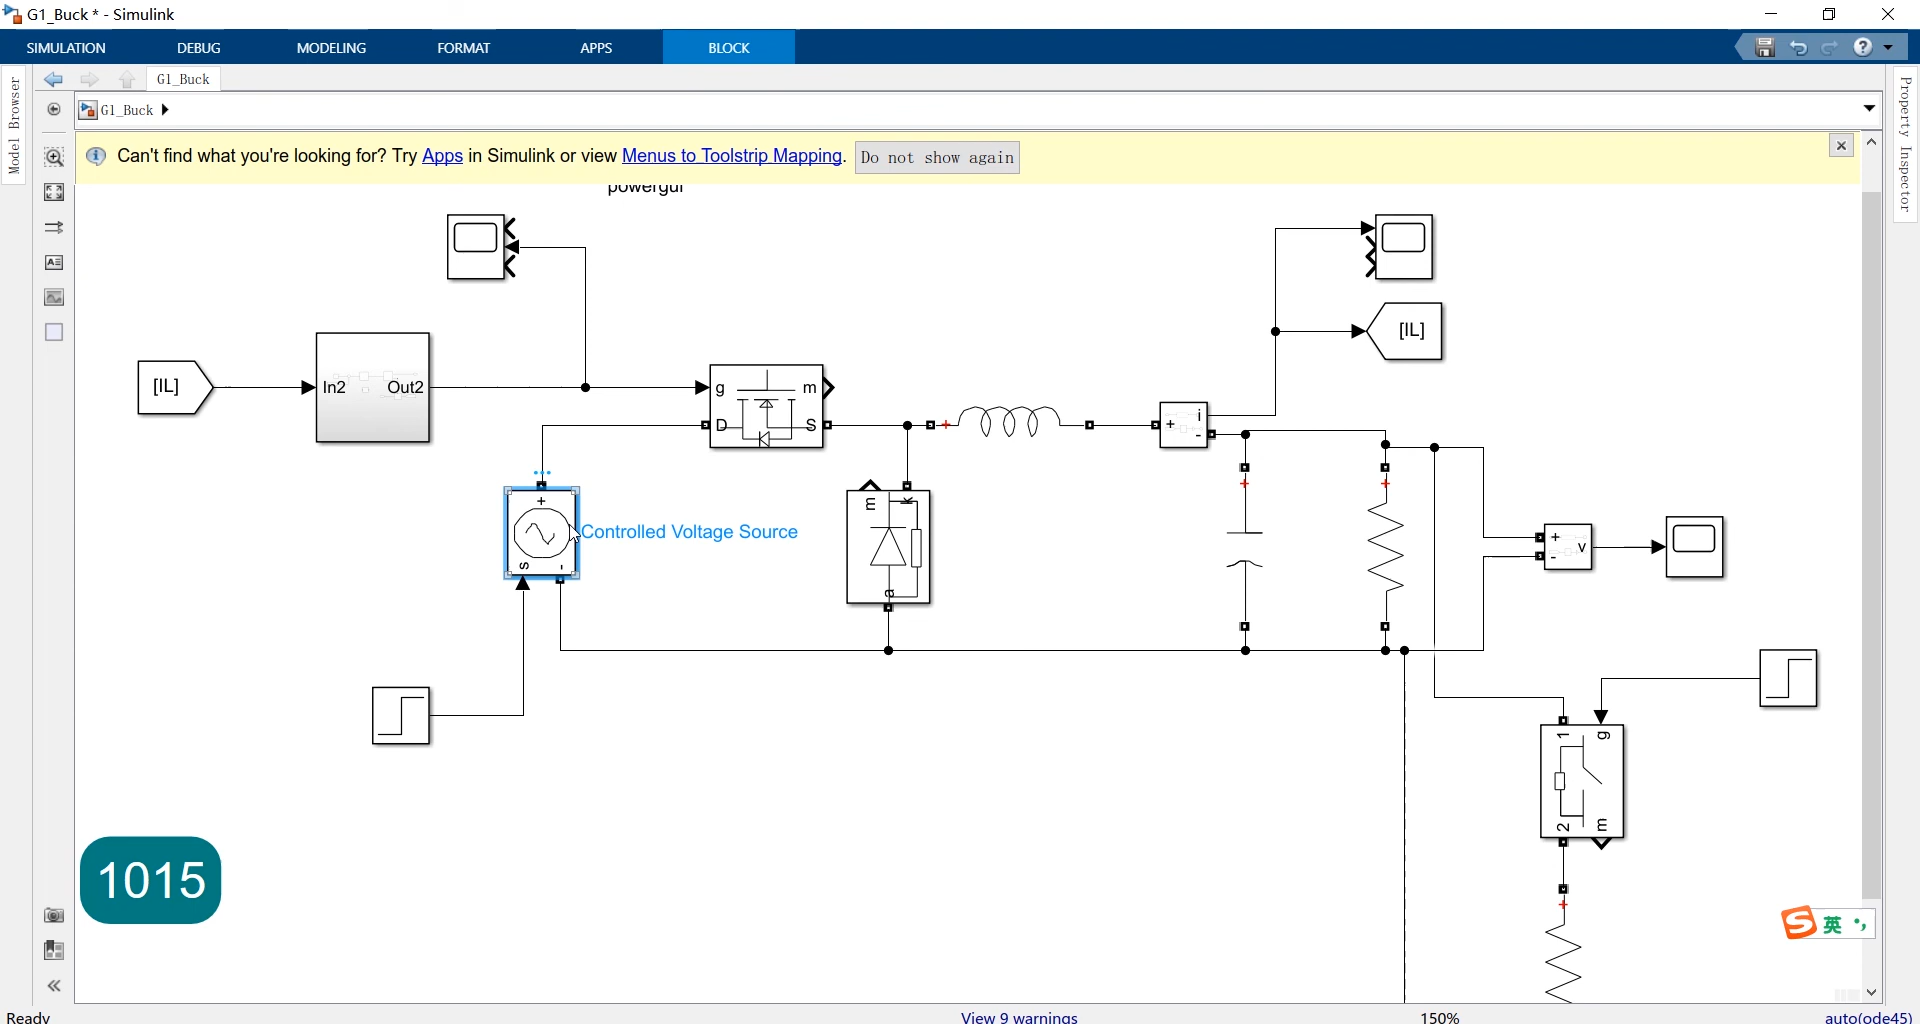 G1_Buck * - Simulink
SIMULATION DEBUG MODELING FORMAT APPS BLOCK
G1_Buck
G1_Buck
Model Browser
Property Inspector
Can't find what you're looking for? Try Apps in Simulink or view Menus to Toolstrip Mapping. Do not show again
powergui
[IL]
In2 Out2
g m
D S
i
+
-
[IL]
+
s -
Controlled Voltage Source
m k
a
+
-
v
1 g
2 m
1015
英
Ready
View 9 warnings
150%
auto(ode45)